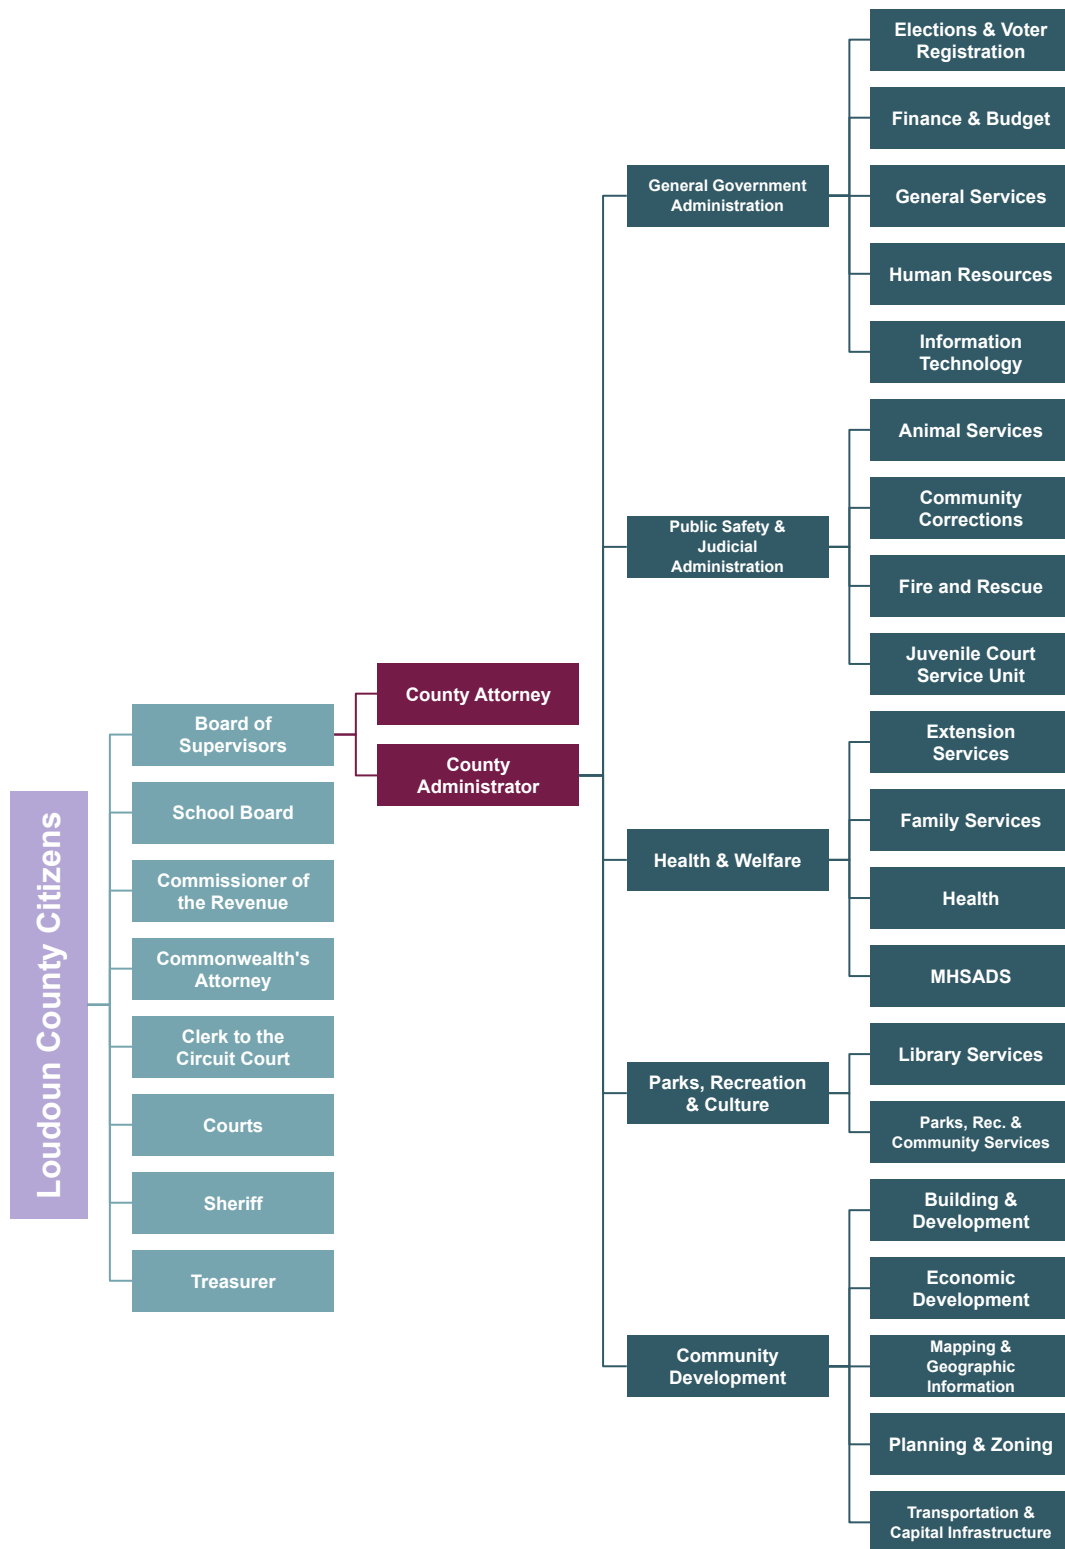 Loudoun County Citizens
Board of
Supervisors
School Board
Commissioner of
the Revenue
Commonwealth's
Attorney
Clerk to the
Circuit Court
Courts
Sheriff
Treasurer
County Attorney
County
Administrator
General Government
Administration
Elections & Voter
Registration
Finance & Budget
General Services
Human Resources
Information
Technology
Public Safety &
Judicial
Administration
Animal Services
Community
Corrections
Fire and Rescue
Juvenile Court
Service Unit
Health & Welfare
Extension
Services
Family Services
Health
MHSADS
Parks, Recreation
& Culture
Library Services
Parks, Rec. &
Community Services
Community
Development
Building &
Development
Economic
Development
Mapping &
Geographic
Information
Planning & Zoning
Transportation &
Capital Infrastructure